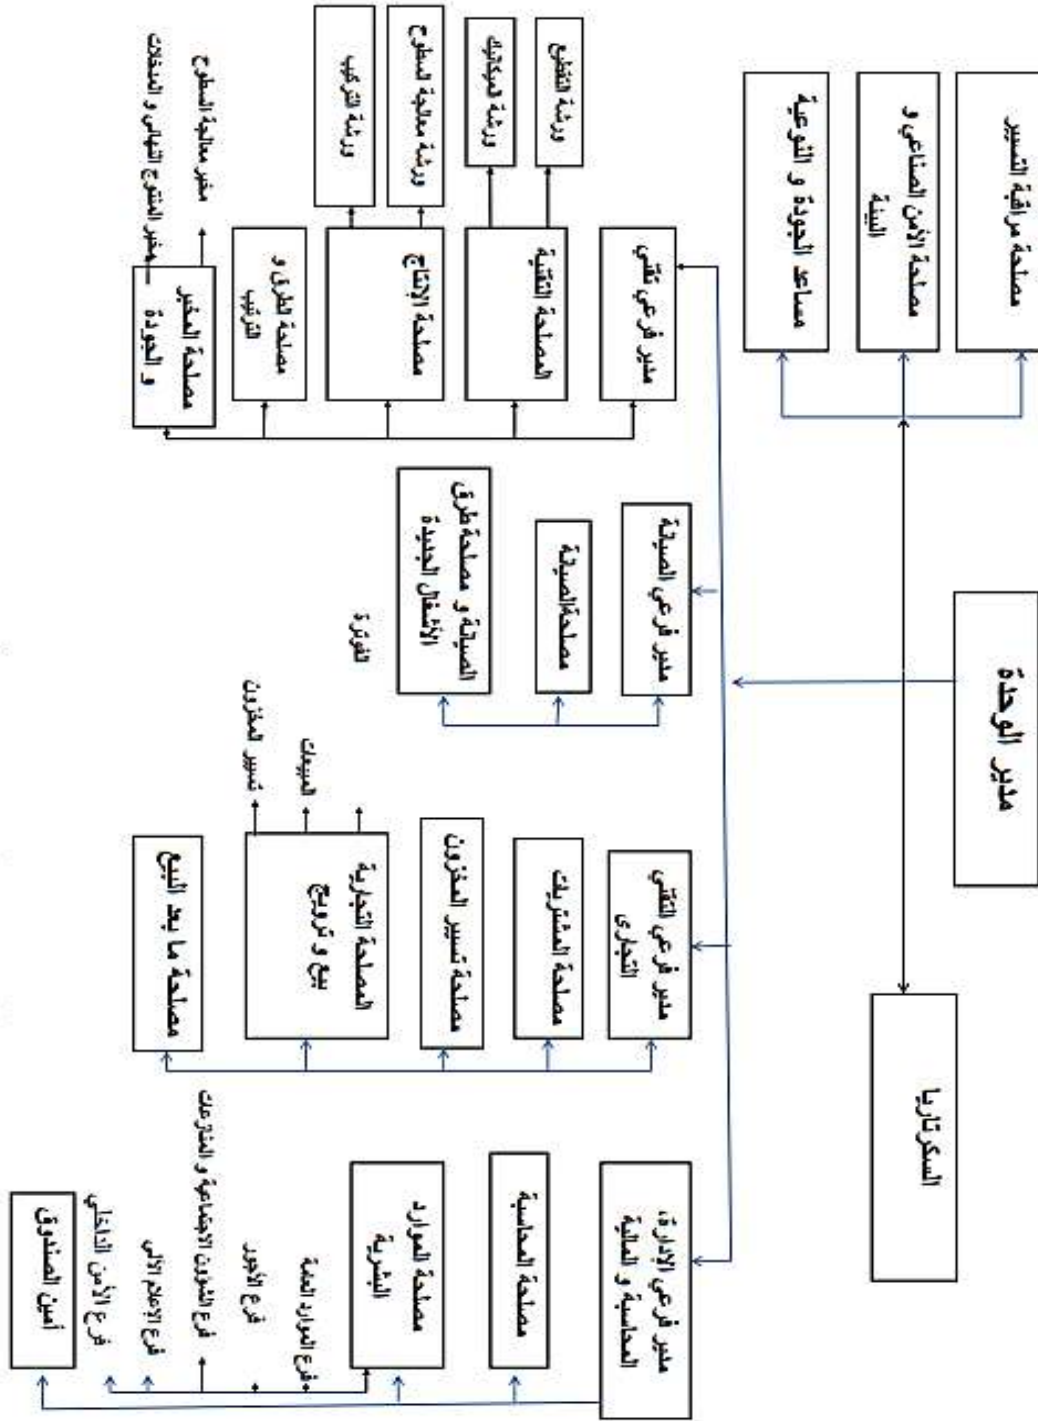 مدير الوحدة
السكرتاريا
مصلحة مراقبة التسيير
مصلحة الأمن الصناعي و
البيئة
مساعد الجودة و النوعية
مدير فرعي تقني
المصلحة التقنية
ورشة التقطيع
ورشة الميكانيك
مصلحة الإنتاج
ورشة معالجة السطوح
ورشة التركيب
مصلحة الطرق و
الترتيب
مصلحة المخبر
و الجودة
مخبر معالجة السطوح
مخبر المنتوج النهائي و المدخلات
مدير فرعي الصيانة
مصلحة الصيانة
الصيانة و مصلحة طرق
الأشغال الجديدة
مدير فرعي التقني
التجاري
مصلحة المشتريات
مصلحة تسيير المخزون
المصلحة التجارية
بيع و ترويج
الفوترة
المبيعات
تسيير المخزون
مصلحة ما بعد البيع
مدير فرعي الإدارة،
المحاسبة و المالية
مصلحة المحاسبة
مصلحة الموارد
البشرية
فرع الموارد العامة
فرع الأجور
فرع الشؤون الاجتماعية و المنازعات
فرع الإعلام الآلي
فرع الأمن الداخلي
أمين الصندوق